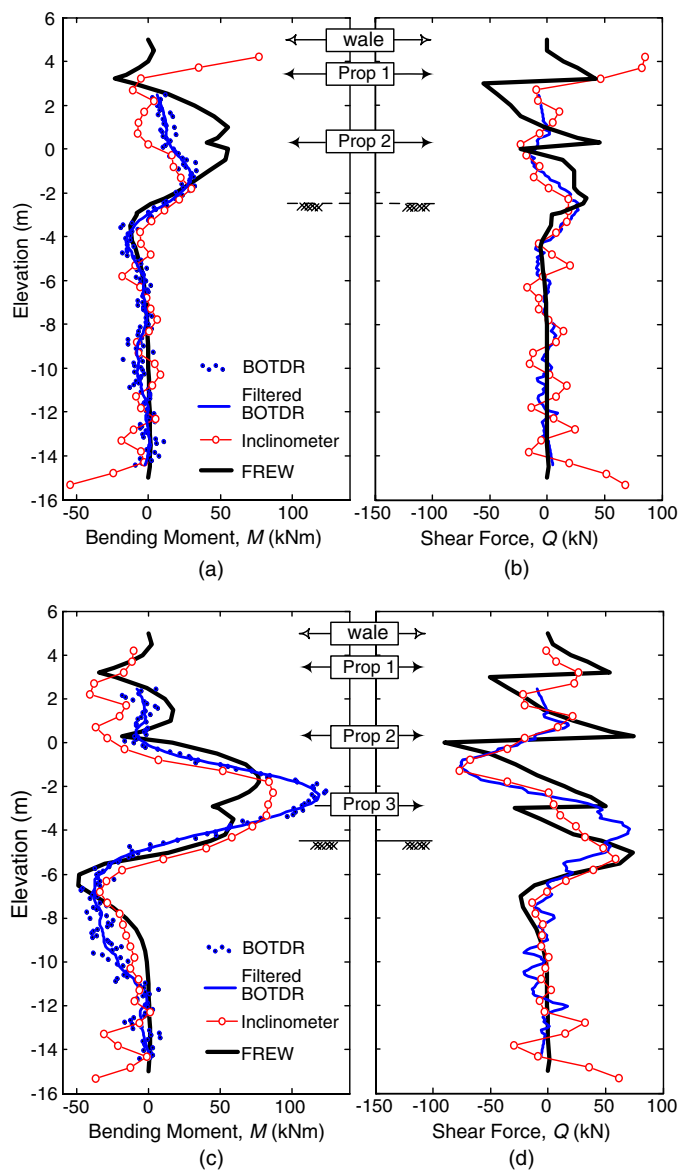 6
4
2
0
-2
-4
-6
-8
-10
-12
-14
-16
Elevation (m)
wale
Prop 1
Prop 2
BOTDR
Filtered
BOTDR
Inclinometer
FREW
-50 0 50 100
-150 -100 -50 0 50 100
Bending Moment, M (kNm)
Shear Force, Q (kN)
(a)
(b)
6
4
2
0
-2
-4
-6
-8
-10
-12
-14
-16
Elevation (m)
wale
Prop 1
Prop 2
Prop 3
BOTDR
Filtered
BOTDR
Inclinometer
FREW
-50 0 50 100
-150 -100 -50 0 50 100
Bending Moment, M (kNm)
Shear Force, Q (kN)
(c)
(d)